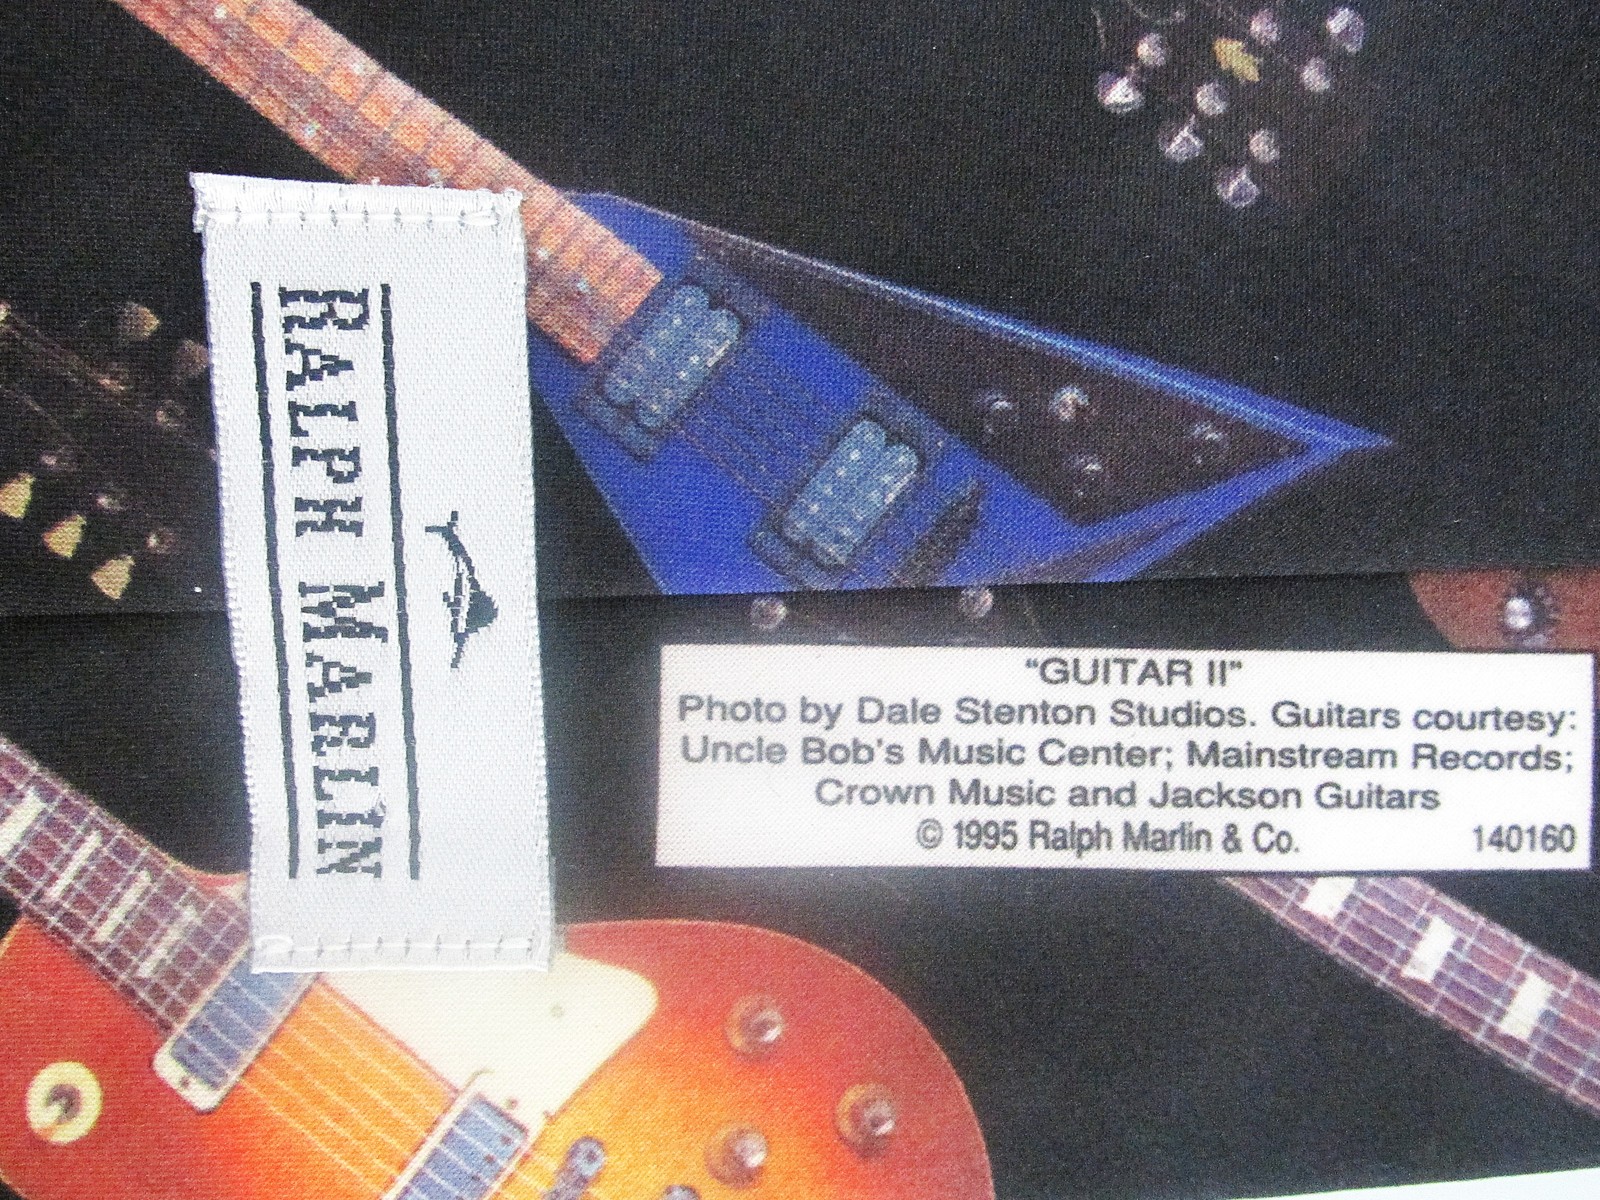 RALPH MARLIN
“GUITAR II”
Photo by Dale Stenton Studios. Guitars courtesy:
Uncle Bob's Music Center; Mainstream Records;
Crown Music and Jackson Guitars
© 1995 Ralph Marlin & Co. 140160